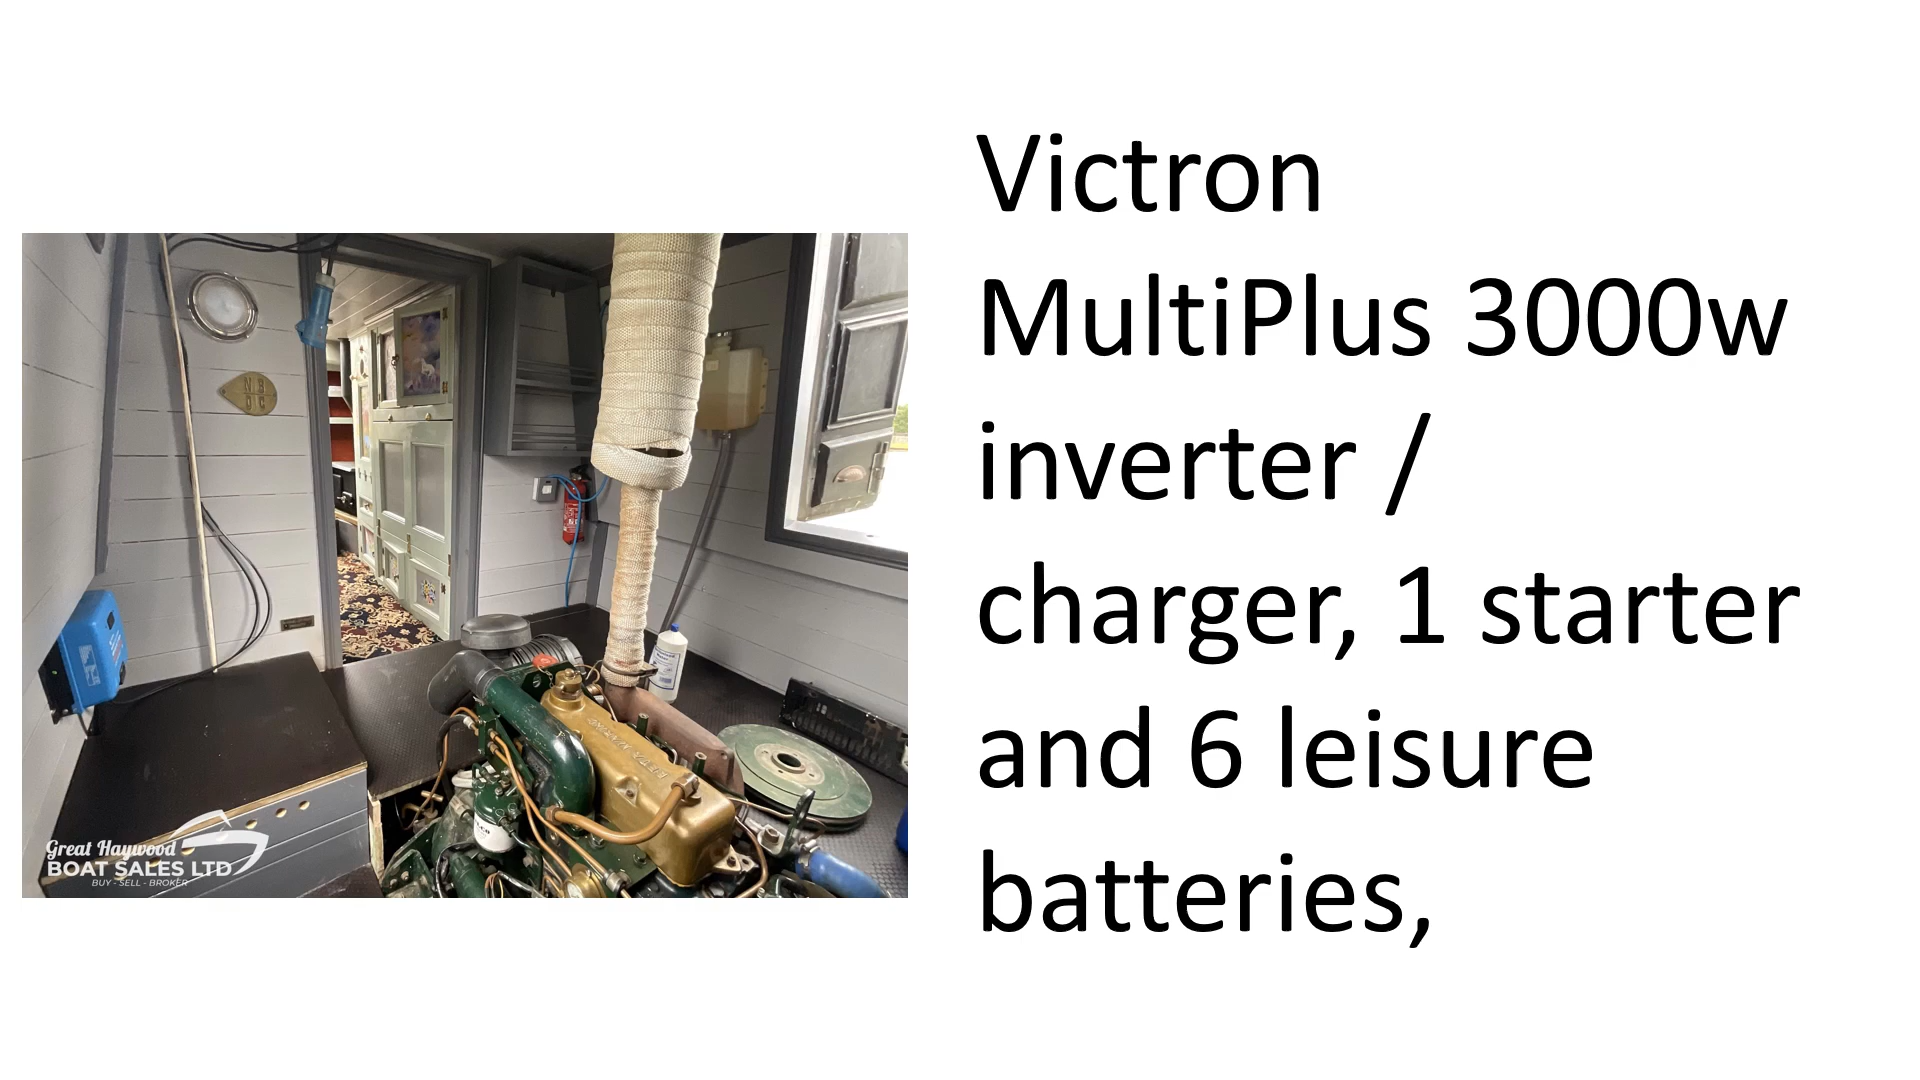 Victron
MultiPlus 3000w
inverter /
charger, 1 starter
and 6 leisure
batteries,
Great Haywood
BOAT SALES LTD
BUY - SELL - BROKER